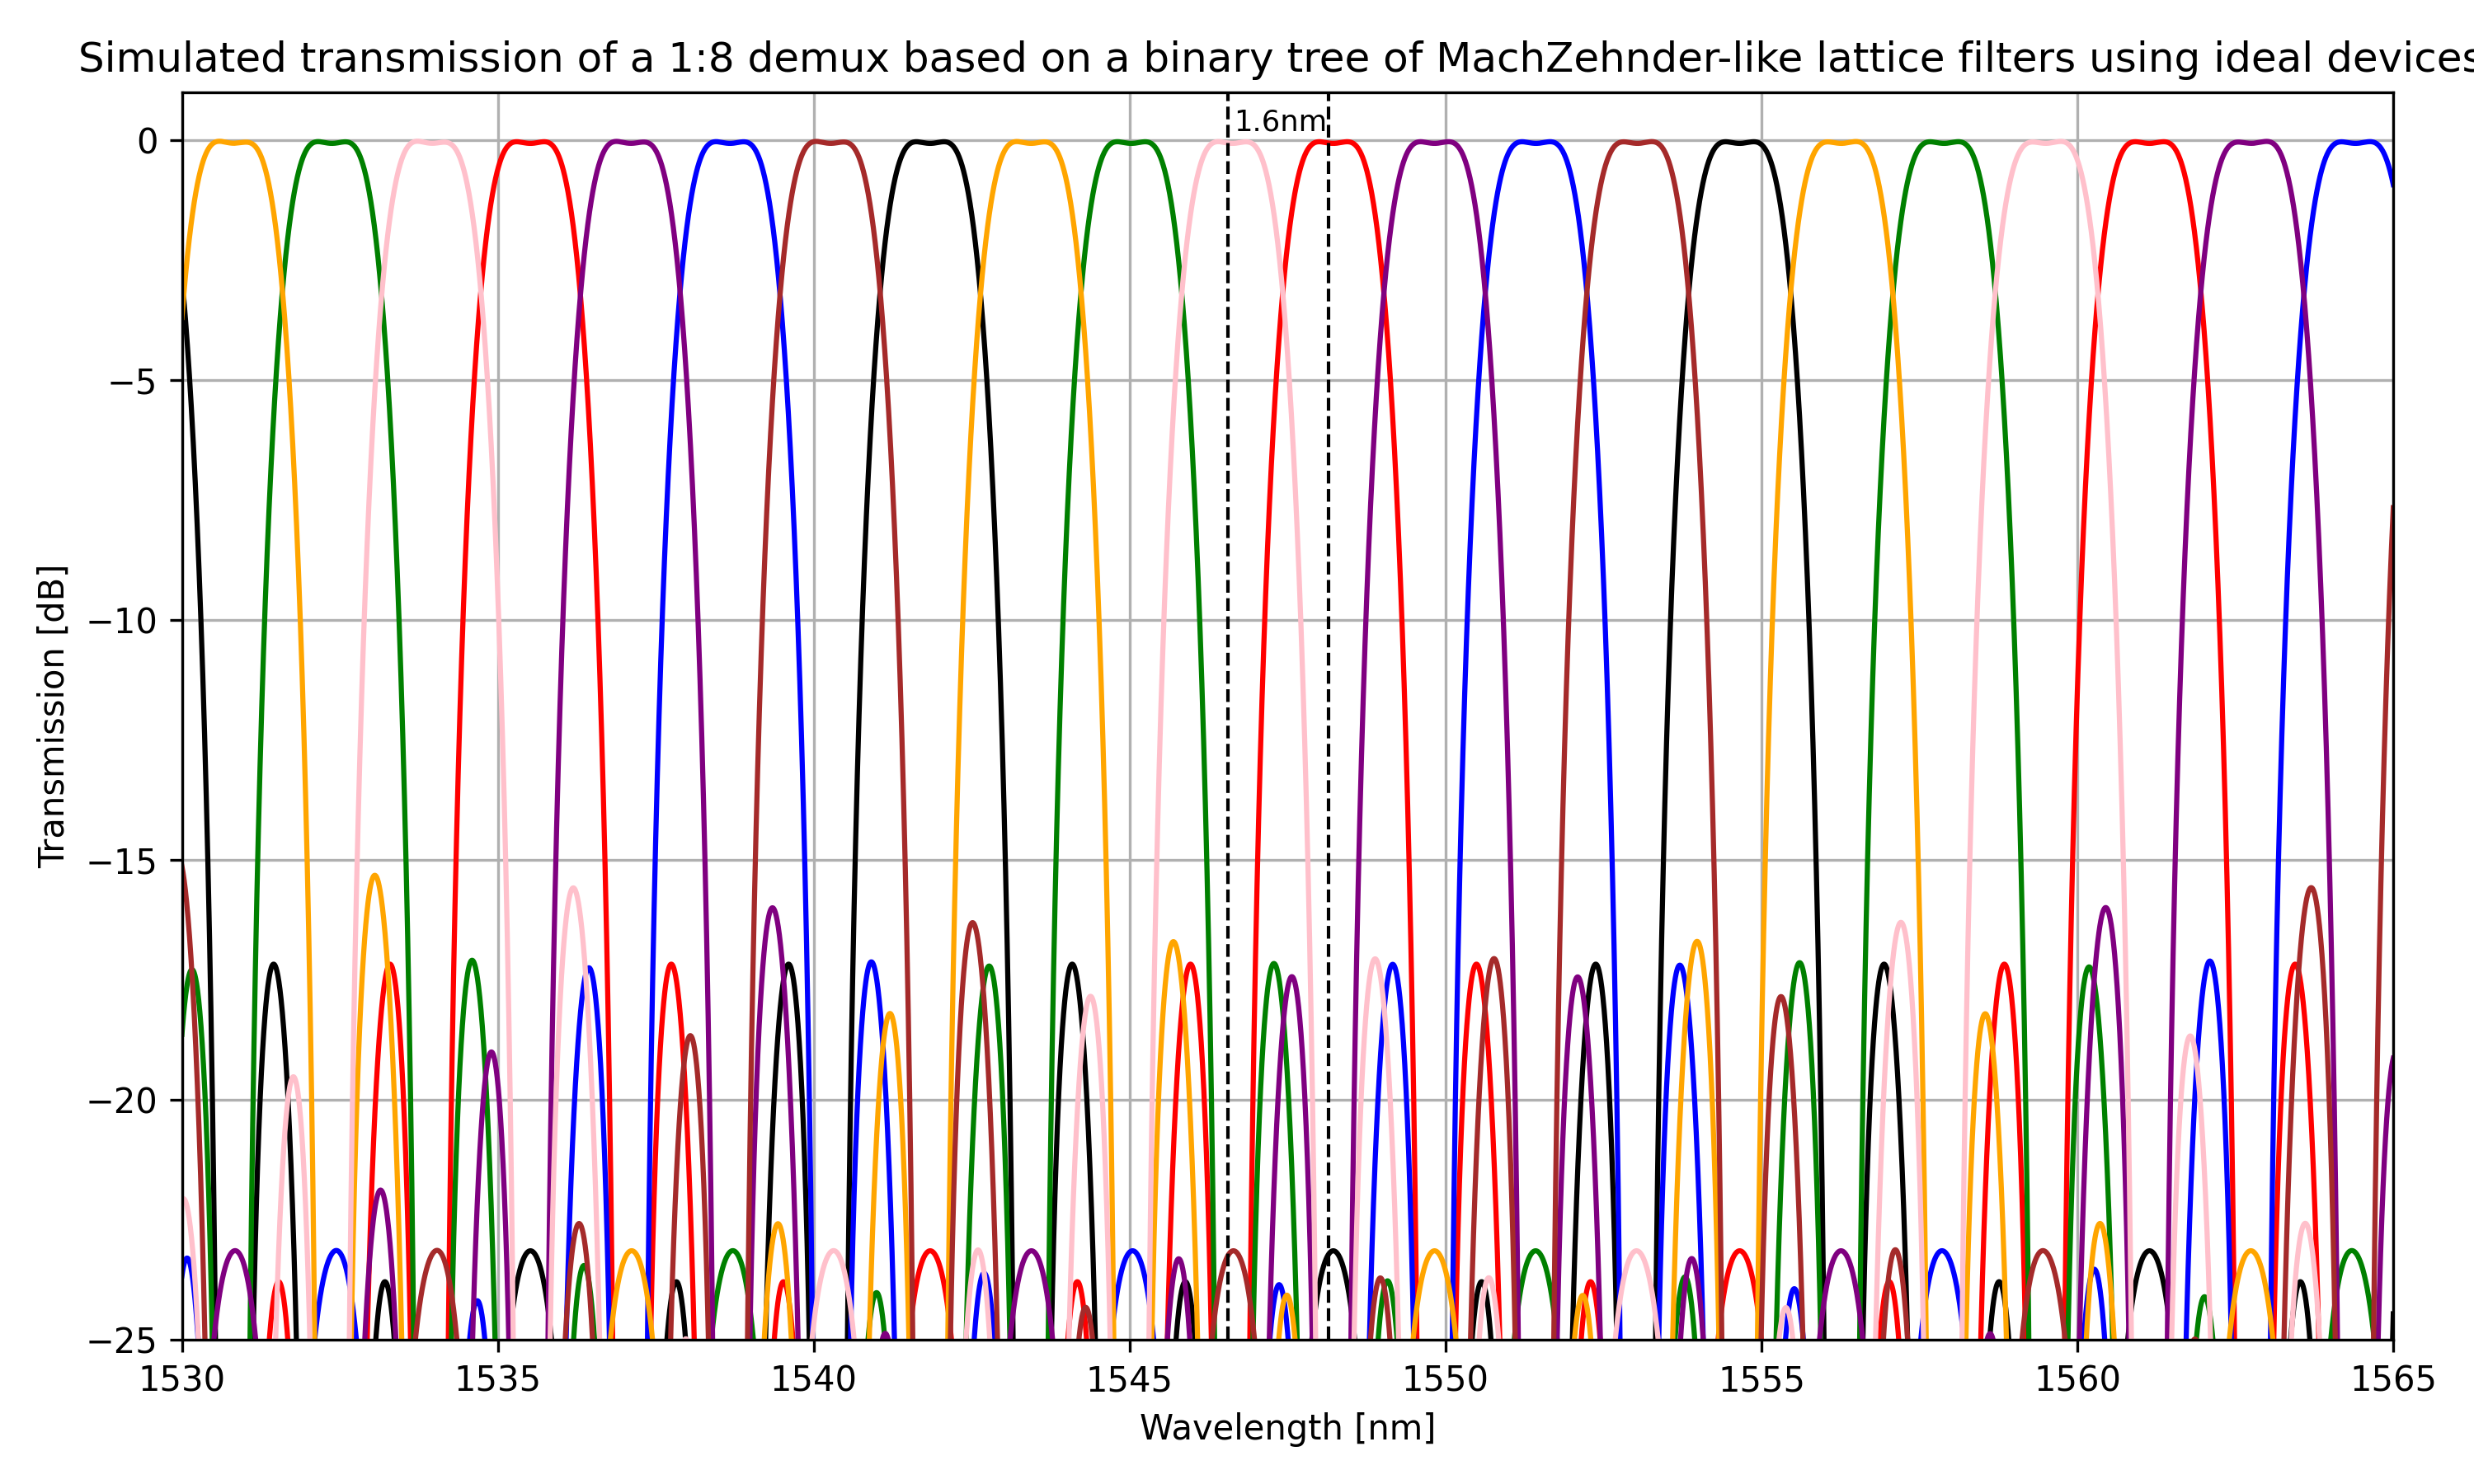 Simulated transmission of a 1:8 demux based on a binary tree of MachZehnder-like lattice filters using ideal devices
1.6nm
0
−5
−10
−15
−20
−25
Transmission [dB]
1530 1535 1540 1545 1550 1555 1560 1565
Wavelength [nm]